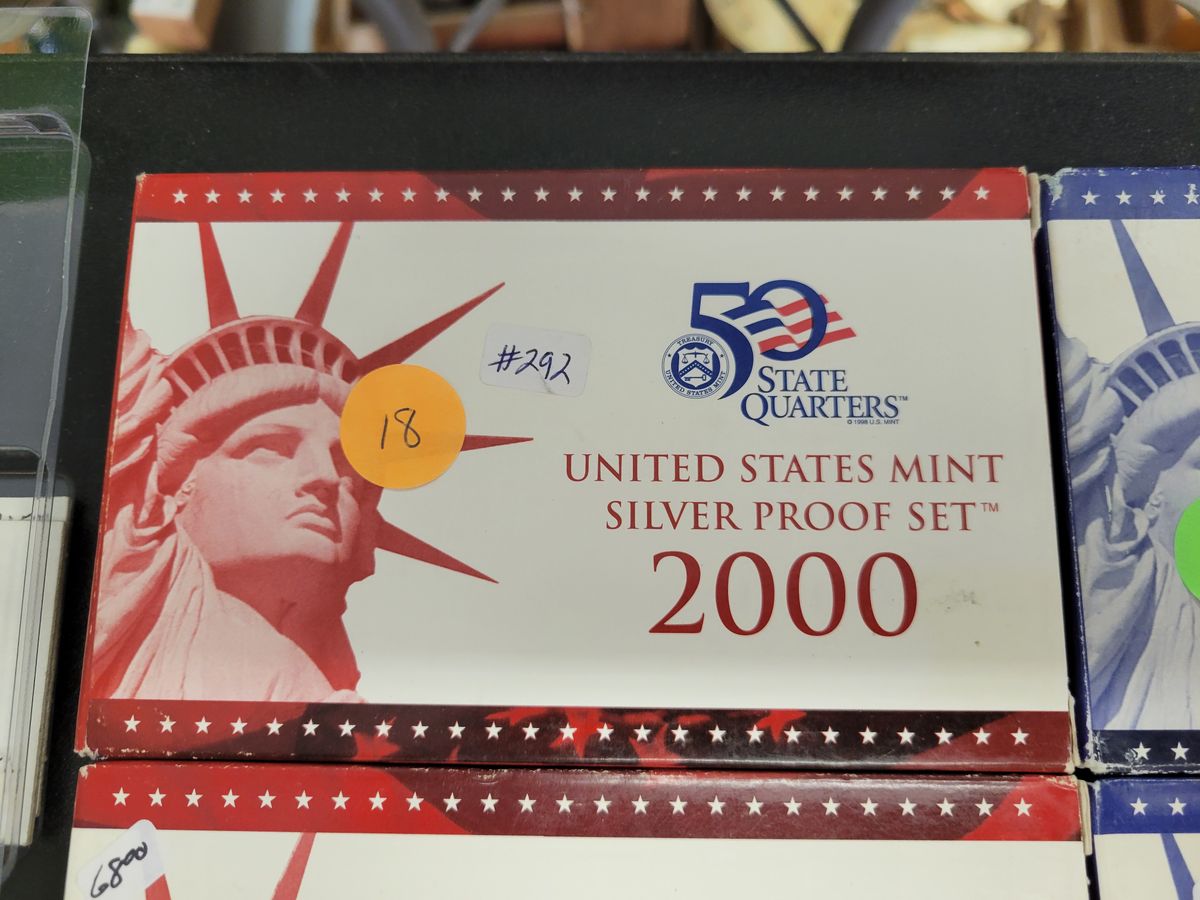 #292
18
50
TREASURY
UNITED STATES MINT
STATE
QUARTERS™
© 1998 U.S. MINT
UNITED STATES MINT
SILVER PROOF SET™
2000
6800